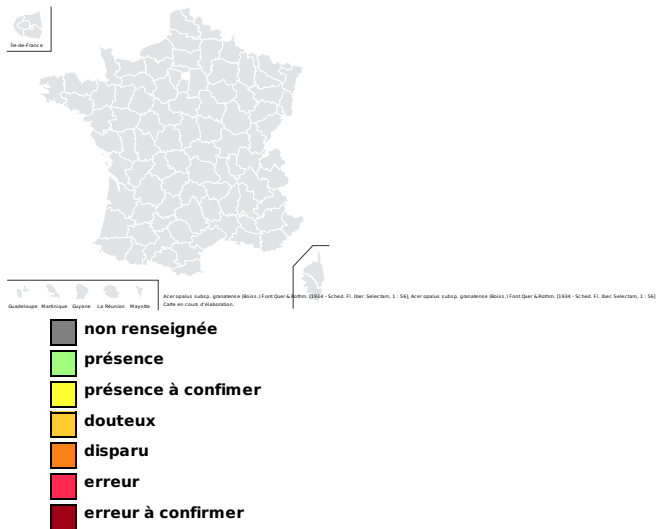 Île-de-France
Guadeloupe Martinique Guyane La Réunion Mayotte
Acer opalus subsp. granatense (Boiss.) Font Quer & Rothm. [1934 - Sched. Fl. Iber. Selectam, 1 : 56], Acer opalus subsp. granatense (Boiss.) Font Quer & Rothm. [1934 - Sched. Fl. Iber. Selectam, 1 : 56]
Carte en cours d'élaboration.
non renseignée
présence
présence à confimer
douteux
disparu
erreur
erreur à confirmer